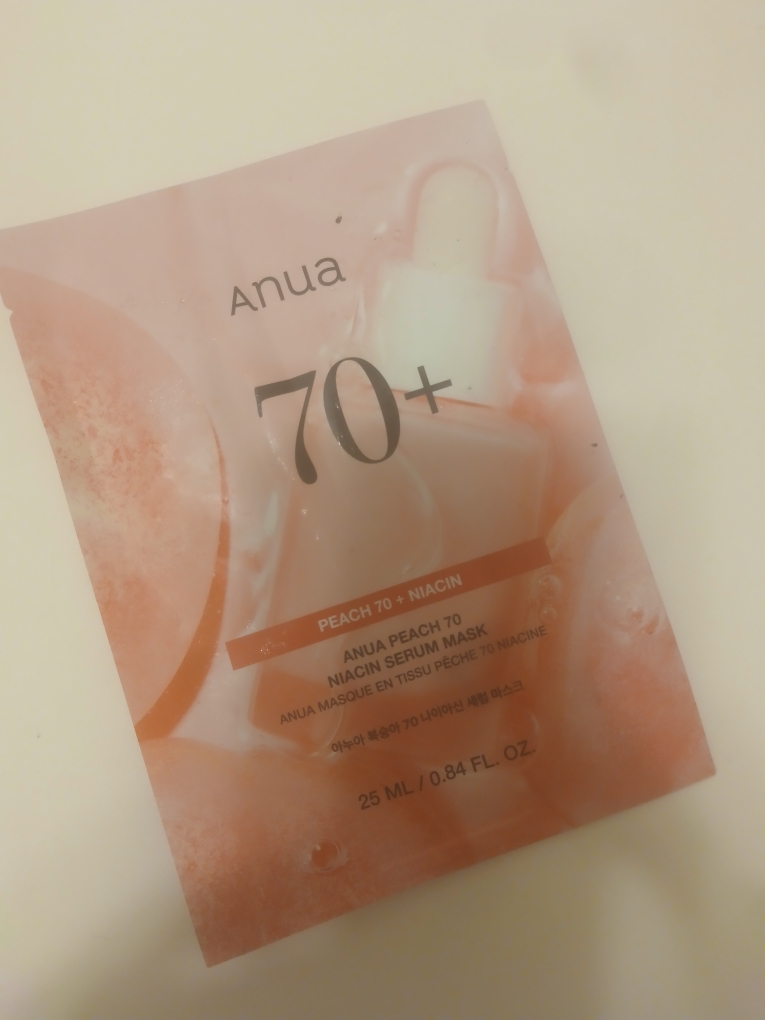 Anua
70+
PEACH 70 + NIACIN
ANUA PEACH 70
NIACIN SERUM MASK
ANUA MASQUE EN TISSU PÊCHE 70 NIACINE
아누아 복숭아 70 나이아신 세럼 마스크
25 ML / 0.84 FL. OZ.